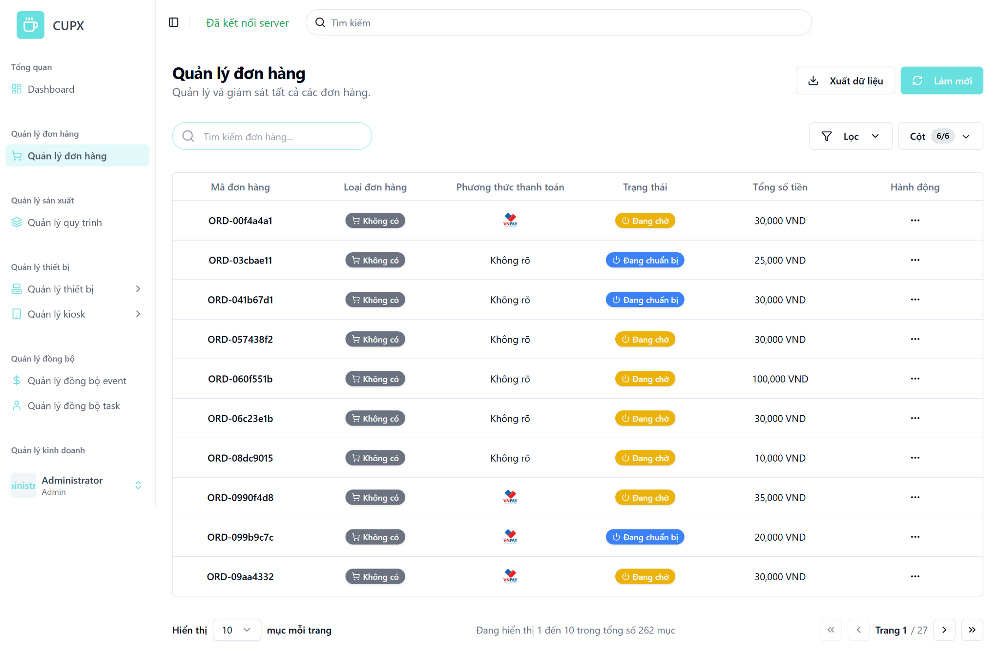 CUPX
Đã kết nối server
Tìm kiếm
Tổng quan
Dashboard
Quản lý đơn hàng
Quản lý đơn hàng
Quản lý sản xuất
Quản lý quy trình
Quản lý thiết bị
Quản lý thiết bị
Quản lý kiosk
Quản lý đồng bộ
Quản lý đồng bộ event
Quản lý đồng bộ task
Quản lý kinh doanh
Administrator
Admin
Quản lý đơn hàng
Quản lý và giám sát tất cả các đơn hàng.
Xuất dữ liệu
Làm mới
Tìm kiếm đơn hàng...
Lọc
Cột 6/6
Mã đơn hàng Loại đơn hàng Phương thức thanh toán Trạng thái Tổng số tiền Hành động
ORD-00f4a4a1 Không có VNPAY Đang chờ 30,000 VND
ORD-03cbae11 Không có Không rõ Đang chuẩn bị 25,000 VND
ORD-041b67d1 Không có Không rõ Đang chuẩn bị 30,000 VND
ORD-057438f2 Không có Không rõ Đang chờ 30,000 VND
ORD-060f551b Không có Không rõ Đang chờ 100,000 VND
ORD-06c23e1b Không có Không rõ Đang chờ 30,000 VND
ORD-08dc9015 Không có Không rõ Đang chờ 10,000 VND
ORD-0990f4d8 Không có VNPAY Đang chờ 35,000 VND
ORD-099b9c7c Không có VNPAY Đang chuẩn bị 20,000 VND
ORD-09aa4332 Không có VNPAY Đang chờ 30,000 VND
Hiển thị 10 mục mỗi trang
Đang hiển thị 1 đến 10 trong tổng số 262 mục
Trang 1 / 27